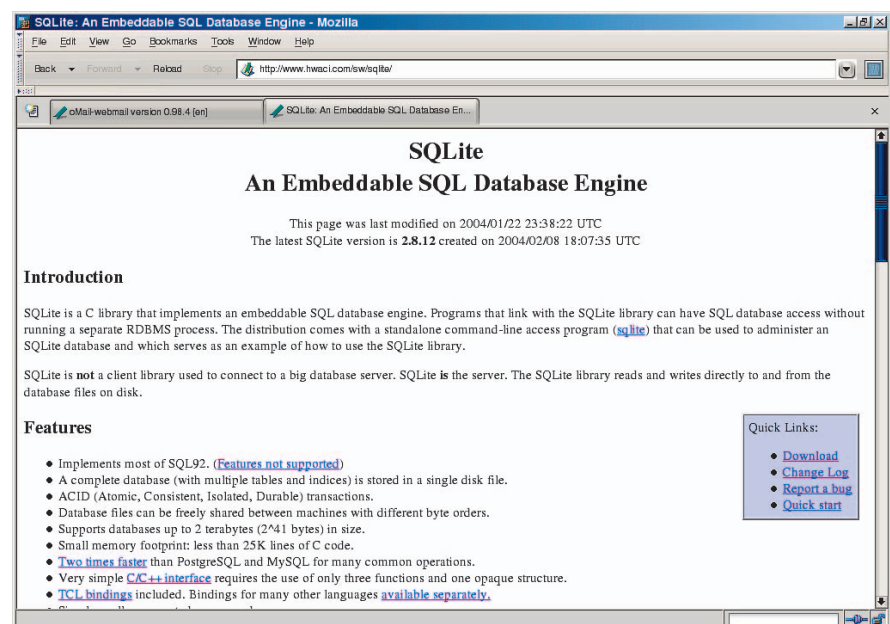 SQLite: An Embeddable SQL Database Engine - Mozilla
File Edit View Go Bookmarks Tools Window Help
Back Forward Reload Stop http://www.hwaci.com/sw/sqlite/
oMail-webmail version 0.98.4 [en] SQLite: An Embeddable SQL Database En...
SQLite
An Embeddable SQL Database Engine
This page was last modified on 2004/01/22 23:38:22 UTC
The latest SQLite version is 2.8.12 created on 2004/02/08 18:07:35 UTC
Introduction
SQLite is a C library that implements an embeddable SQL database engine. Programs that link with the SQLite library can have SQL database access without
running a separate RDBMS process. The distribution comes with a standalone command-line access program (sqlite) that can be used to administer an
SQLite database and which serves as an example of how to use the SQLite library.
SQLite is not a client library used to connect to a big database server. SQLite is the server. The SQLite library reads and writes directly to and from the
database files on disk.
Features
Implements most of SQL92. (Features not supported)
A complete database (with multiple tables and indices) is stored in a single disk file.
ACID (Atomic, Consistent, Isolated, Durable) transactions.
Database files can be freely shared between machines with different byte orders.
Supports databases up to 2 terabytes (2^41 bytes) in size.
Small memory footprint: less than 25K lines of C code.
Two times faster than PostgreSQL and MySQL for many common operations.
Very simple C/C++ interface requires the use of only three functions and one opaque structure.
TCL bindings included. Bindings for many other languages available separately.
Quick Links:
Download
Change Log
Report a bug
Quick start